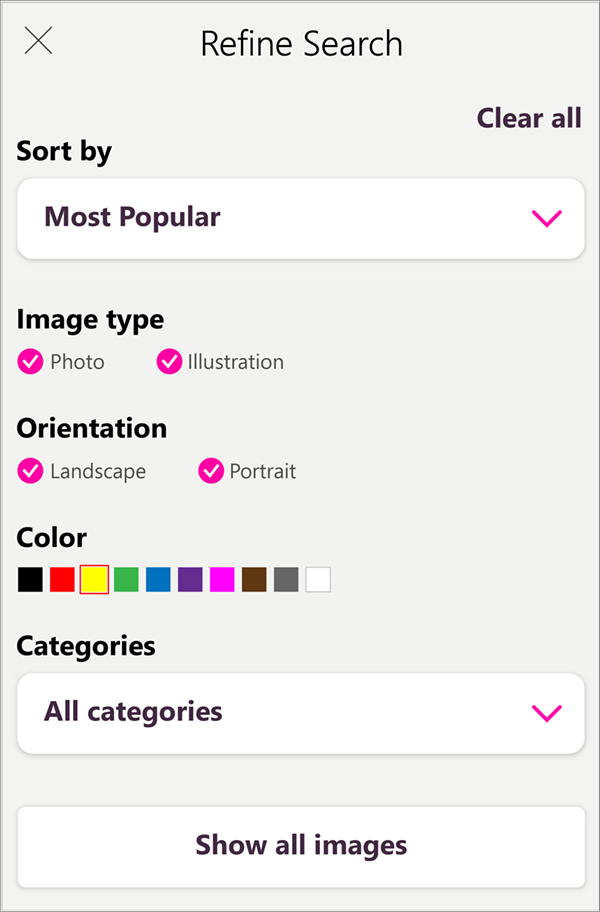 Refine Search
Clear all
Sort by
Most Popular
Image type
Photo Illustration
Orientation
Landscape Portrait
Color
Categories
All categories
Show all images